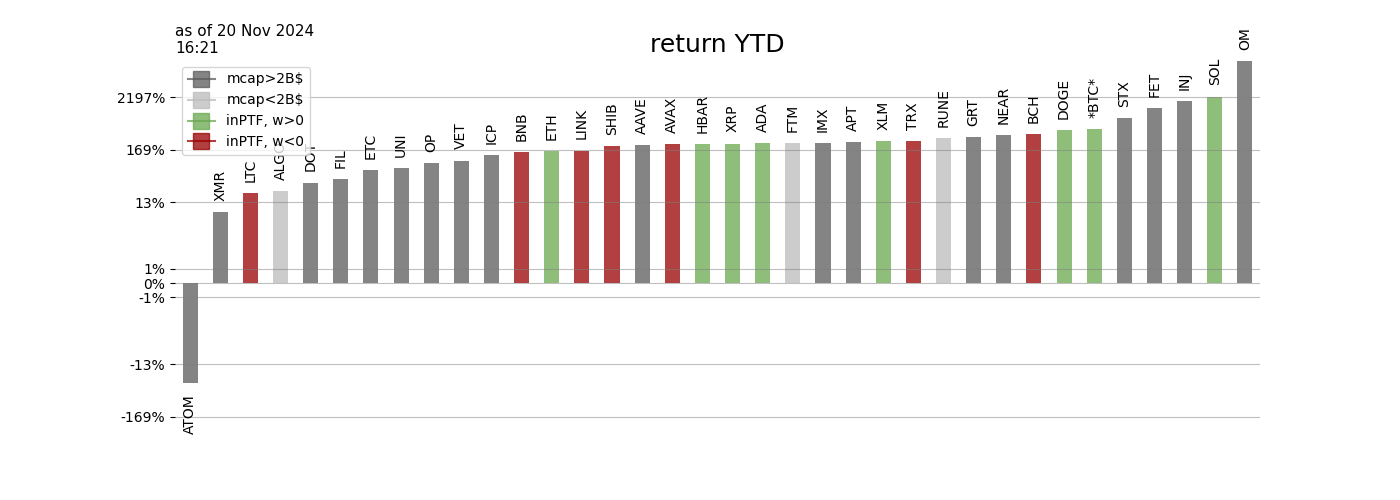 as of 20 Nov 2024
16:21
return YTD
mcap>2B$
mcap<2B$
inPTF, w>0
inPTF, w<0
2197%
169%
13%
1%
0%
-1%
-13%
-169%
ATOM
XMR
LTC
ALGO
DOT
FIL
ETC
UNI
OP
VET
ICP
BNB
ETH
LINK
SHIB
AAVE
AVAX
HBAR
XRP
ADA
FTM
IMX
APT
XLM
TRX
RUNE
GRT
NEAR
BCH
DOGE
*BTC*
STX
FET
INJ
SOL
OM